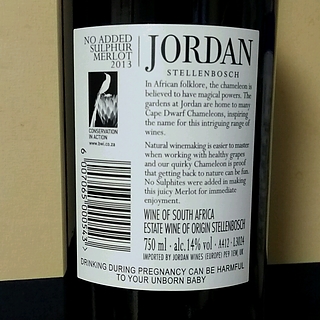 NO ADDED
SULPHUR
MERLOT
2013
JORDAN
STELLENBOSCH
In African folklore, the chameleon is
believed to have magical powers. The
gardens at Jordan are home to many
Cape Dwarf Chameleons, inspiring
the name for this intriguing range of
wines.
Natural winemaking is easier to master
when working with healthy grapes
and our quirky Chameleon is proof
that getting back to nature can be fun.
No Sulphites were added in making
this juicy Merlot for immediate
enjoyment.
CONSERVATION
IN ACTION
www.bwi.co.za
WINE OF SOUTH AFRICA
ESTATE WINE OF ORIGIN STELLENBOSCH
750 ml · alc.14% vol. · A412 · L3024
IMPORTED BY JORDAN WINES (EUROPE) PE9 1EW, UK
DRINKING DURING PREGNANCY CAN BE HARMFUL
TO YOUR UNBORN BABY